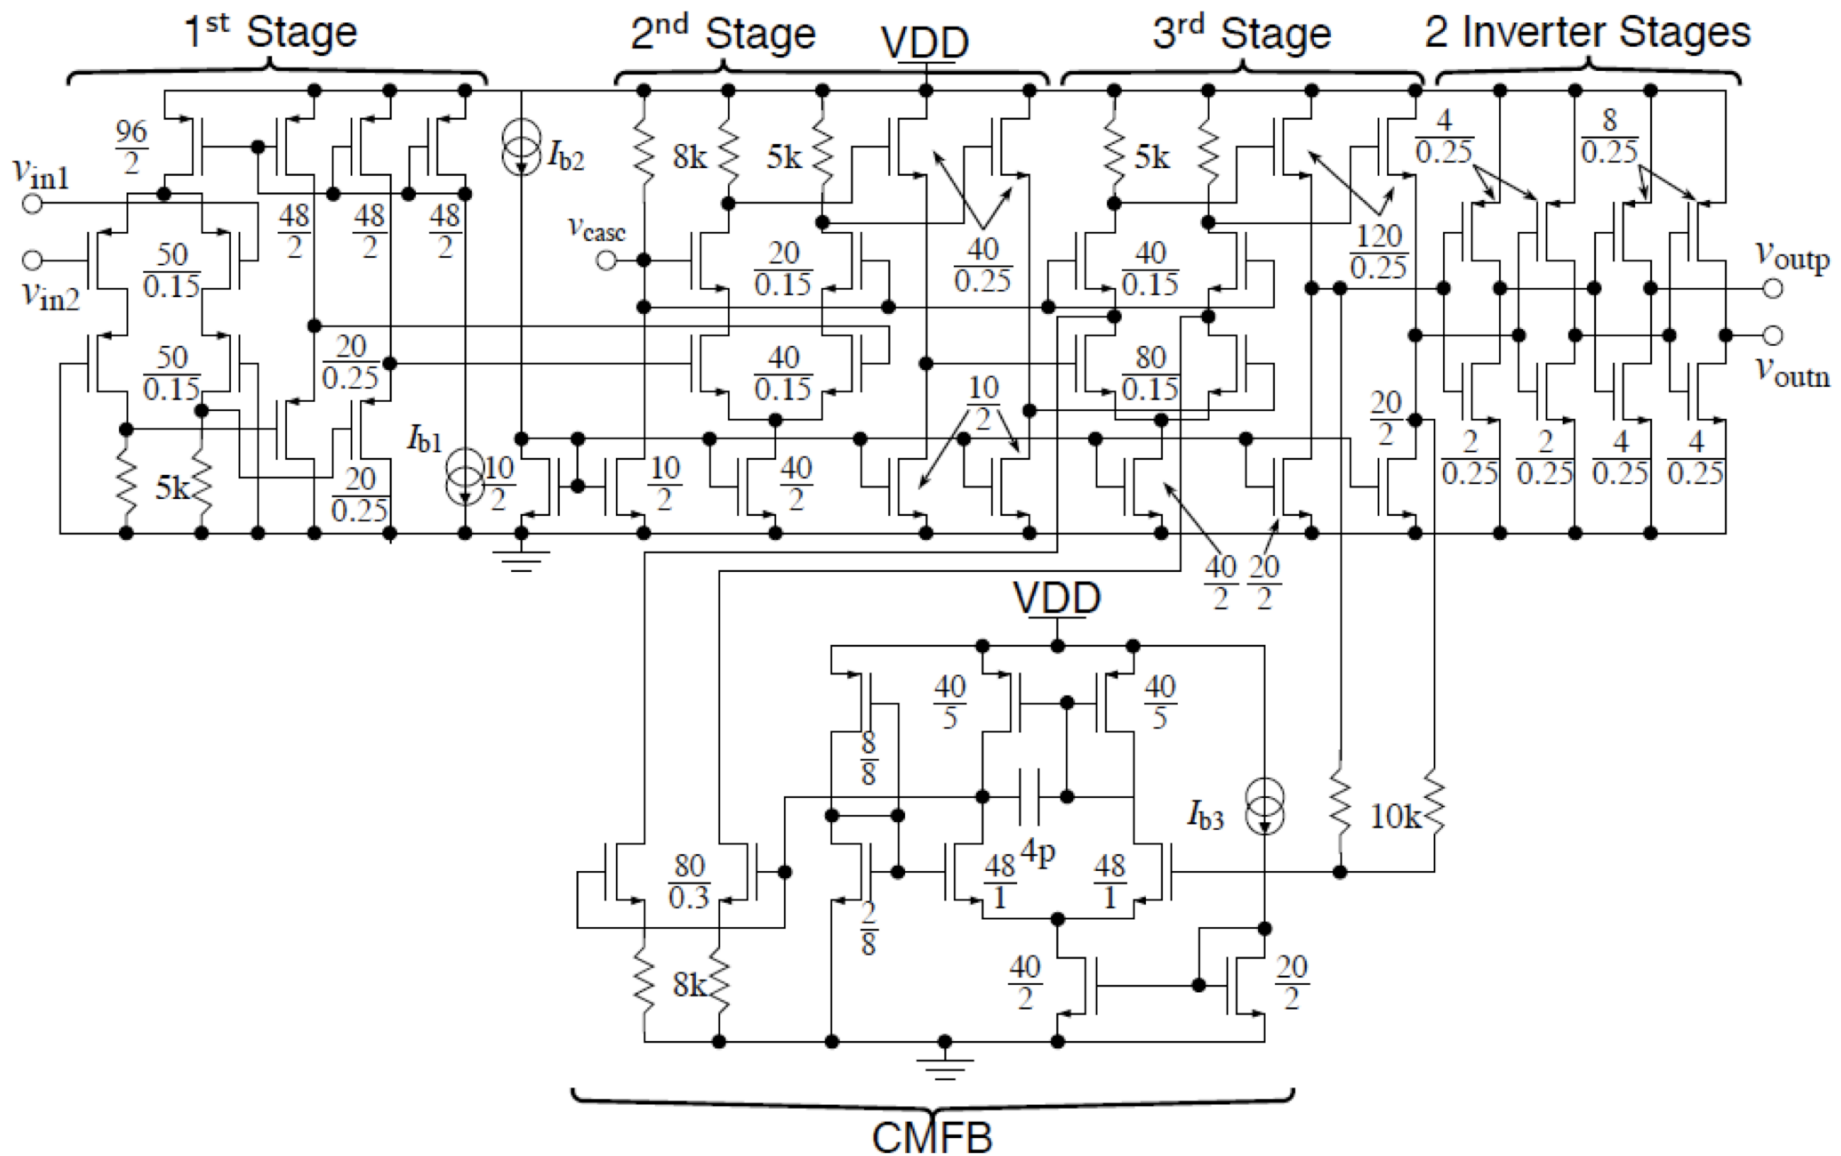 1st Stage
2nd Stage
VDD
3rd Stage
2 Inverter Stages
96/2
vin1
vin2
50/0.15
50/0.15
5k
48/2
48/2
48/2
20/0.25
20/0.25
Ib1
Ib2
10/2
vcasc
8k
5k
20/0.15
40/0.15
40/0.25
10/2
40/2
10/2
5k
40/0.15
80/0.15
120/0.25
20/2
40/2
20/2
4/0.25
8/0.25
2/0.25
2/0.25
4/0.25
4/0.25
voutp
voutn
VDD
40/5
40/5
8/8
4p
Ib3
10k
80/0.3
2/8
48/1
48/1
8k
40/2
20/2
CMFB